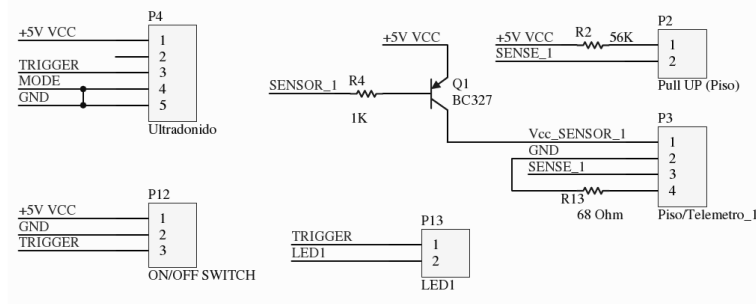 P4
+5V VCC
1
2
TRIGGER
3
MODE
4
GND
5
Ultradonido
+5V VCC
SENSOR_1
R4
1K
Q1
BC327
+5V VCC
R2
56K
1
SENSE_1
2
P2
Pull UP (Piso)
P3
Vcc_SENSOR_1
1
GND
2
SENSE_1
3
4
R13
68 Ohm
Piso/Telemetro_1
P12
+5V VCC
1
GND
2
TRIGGER
3
ON/OFF SWITCH
P13
TRIGGER
1
LED1
2
LED1